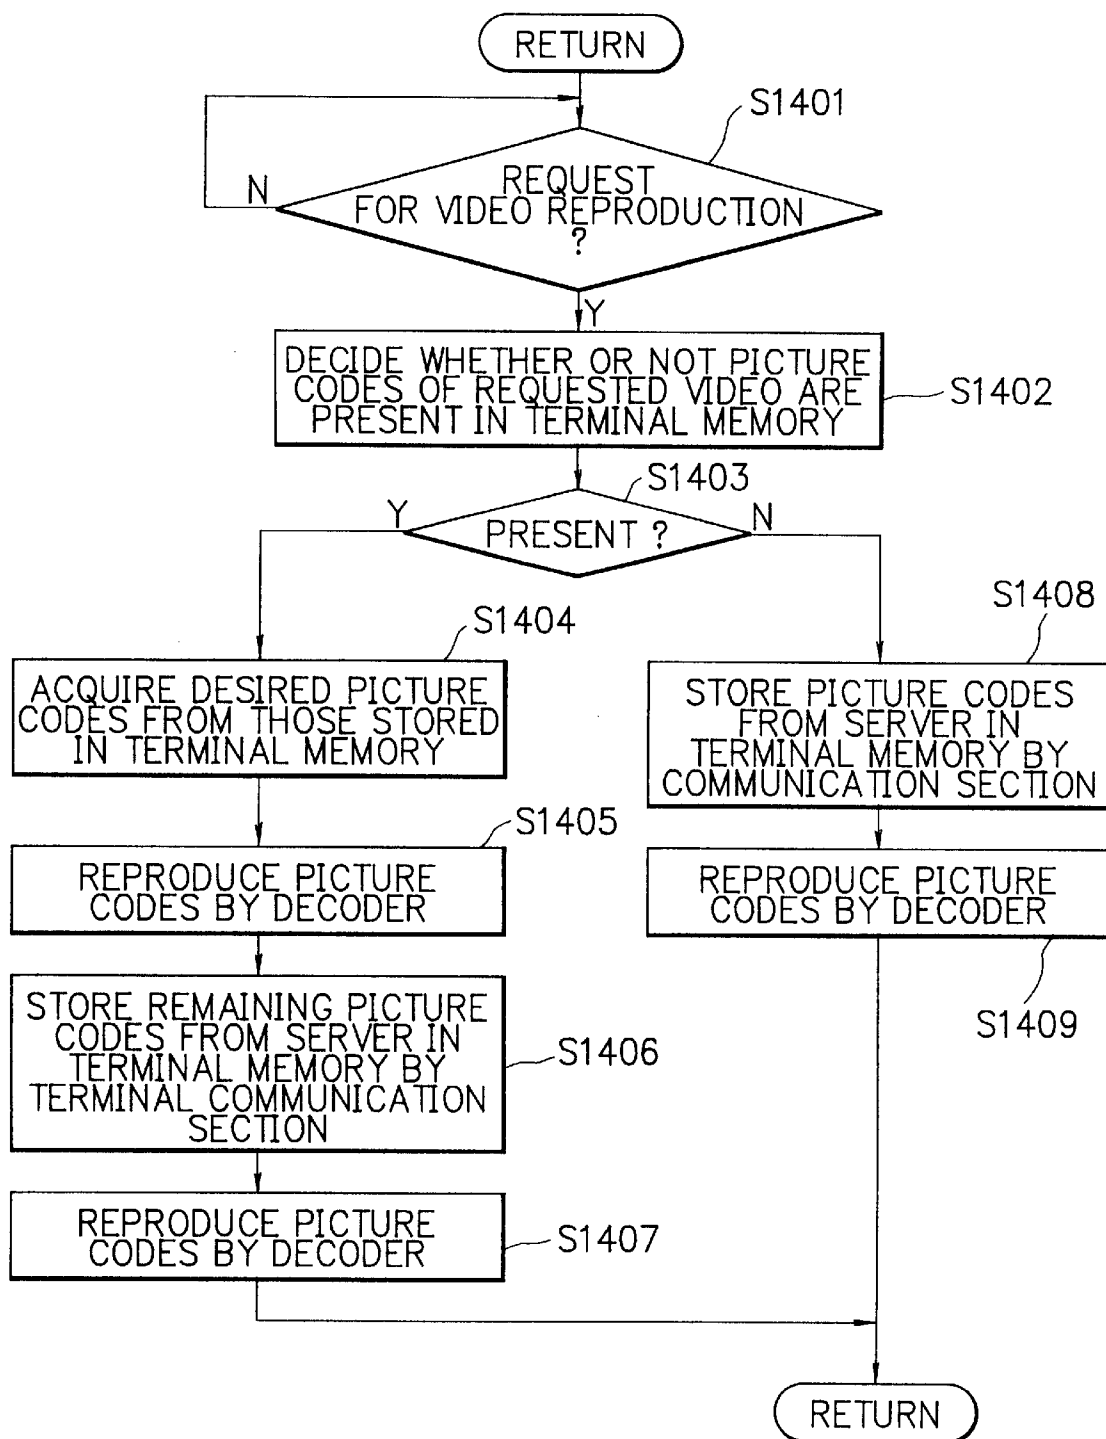 RETURN
S1401
REQUEST
FOR VIDEO REPRODUCTION
?
N
Y
DECIDE WHETHER OR NOT PICTURE
CODES OF REQUESTED VIDEO ARE
PRESENT IN TERMINAL MEMORY
S1402
S1403
Y
PRESENT ?
N
S1404
ACQUIRE DESIRED PICTURE
CODES FROM THOSE STORED
IN TERMINAL MEMORY
S1405
REPRODUCE PICTURE
CODES BY DECODER
STORE REMAINING PICTURE
CODES FROM SERVER IN
TERMINAL MEMORY BY
TERMINAL COMMUNICATION
SECTION
S1406
REPRODUCE PICTURE
CODES BY DECODER
S1407
S1408
STORE PICTURE CODES
FROM SERVER IN
TERMINAL MEMORY BY
COMMUNICATION SECTION
REPRODUCE PICTURE
CODES BY DECODER
S1409
RETURN